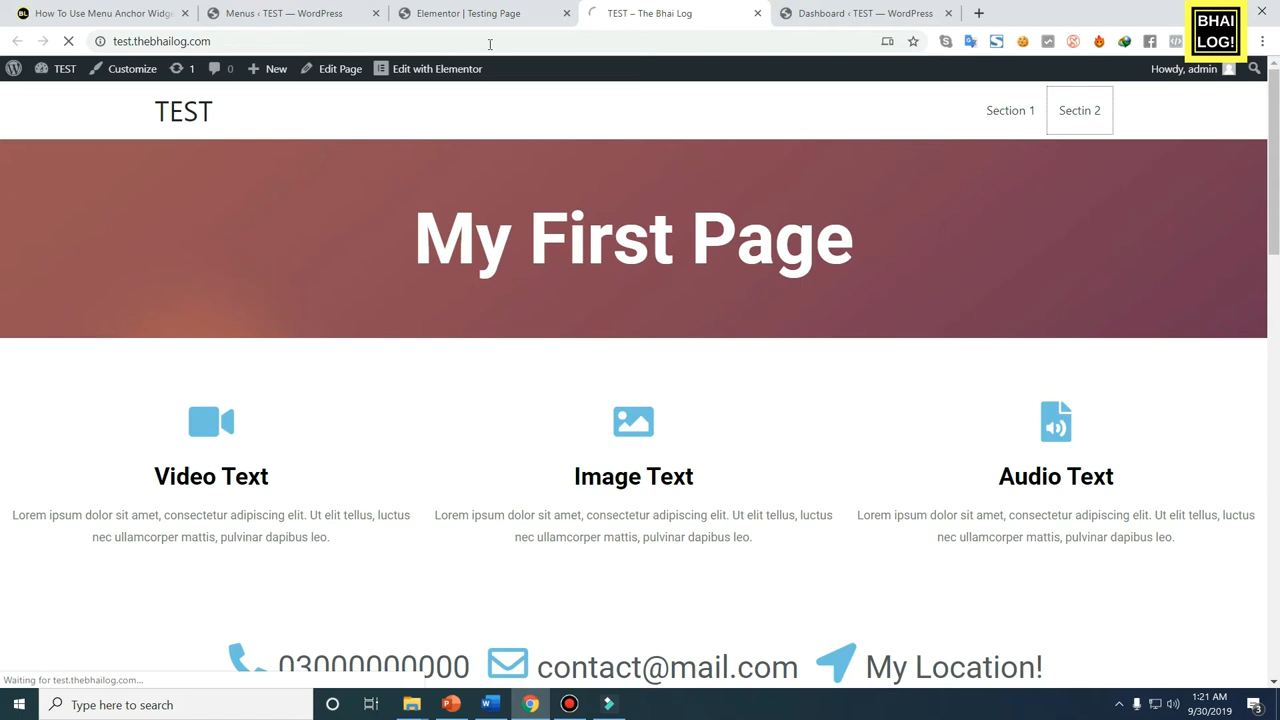 How To Use Menu Anchor Widg
Menus ‹ TEST — WordPress
Elementor | Testing Page
TEST – The Bhai Log
Dashboard ‹ TEST — WordPress
BHAI
LOG!
test.thebhailog.com
TEST
Customize
1
0
New
Edit Page
Edit with Elementor
Howdy, admin
TEST
Section 1
Sectin 2
My First Page
Video Text
Image Text
Audio Text
Lorem ipsum dolor sit amet, consectetur adipiscing elit. Ut elit tellus, luctus
nec ullamcorper mattis, pulvinar dapibus leo.
Lorem ipsum dolor sit amet, consectetur adipiscing elit. Ut elit tellus, luctus
nec ullamcorper mattis, pulvinar dapibus leo.
Lorem ipsum dolor sit amet, consectetur adipiscing elit. Ut elit tellus, luctus
nec ullamcorper mattis, pulvinar dapibus leo.
03000000000
contact@mail.com
My Location!
Waiting for test.thebhailog.com...
Type here to search
1:21 AM
9/30/2019
3